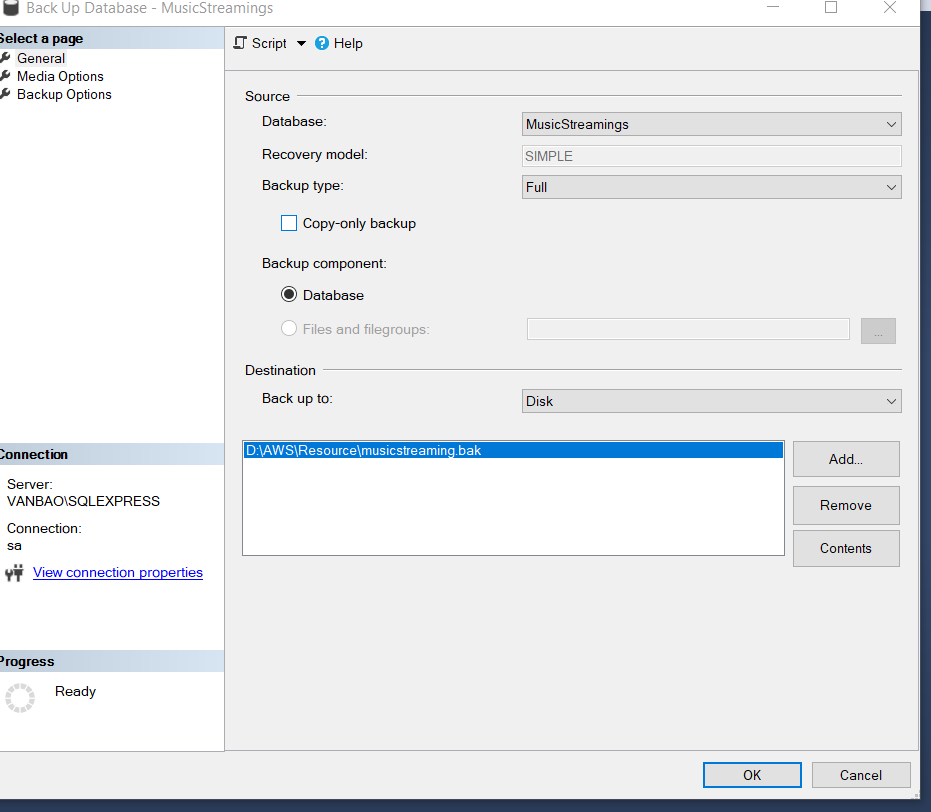 Back Up Database - MusicStreamings
Select a page
General
Media Options
Backup Options
Script
Help
Source
Database:
MusicStreamings
Recovery model:
SIMPLE
Backup type:
Full
Copy-only backup
Backup component:
Database
Files and filegroups:
...
Destination
Back up to:
Disk
D:\AWS\Resource\musicstreaming.bak
Add...
Remove
Contents
Connection
Server:
VANBAO\SQLEXPRESS
Connection:
sa
View connection properties
Progress
Ready
OK
Cancel